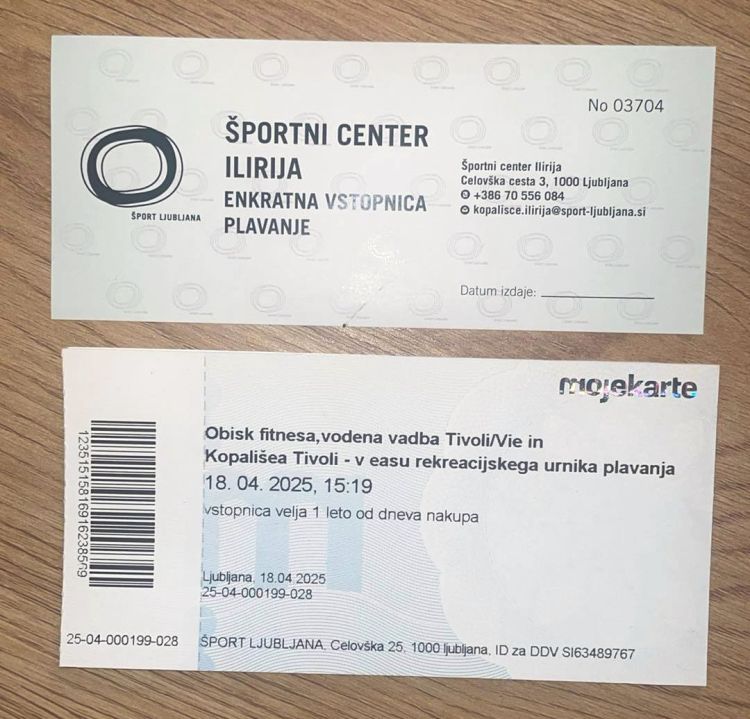 No 03704
ŠPORTNI CENTER
ILIRIJA
ENKRATNA VSTOPNICA
PLAVANJE
ŠPORT LJUBLJANA
Športni center Ilirija
Celovška cesta 3, 1000 Ljubljana
+386 70 556 084
kopalisce.ilirija@sport-ljubljana.si
Datum izdaje:
mojekarte
Obisk fitnesa,vodena vadba Tivoli/Vie in
Kopališea Tivoli - v easu rekreacijskega urnika plavanja
18. 04. 2025, 15:19
vstopnica velja 1 leto od dneva nakupa
Ljubljana, 18.04 2025
25-04-000199-028
25-04-000199-028
ŠPORT LJUBLJANA, Celovška 25, 1000 ljubljana, ID za DDV SI63489767